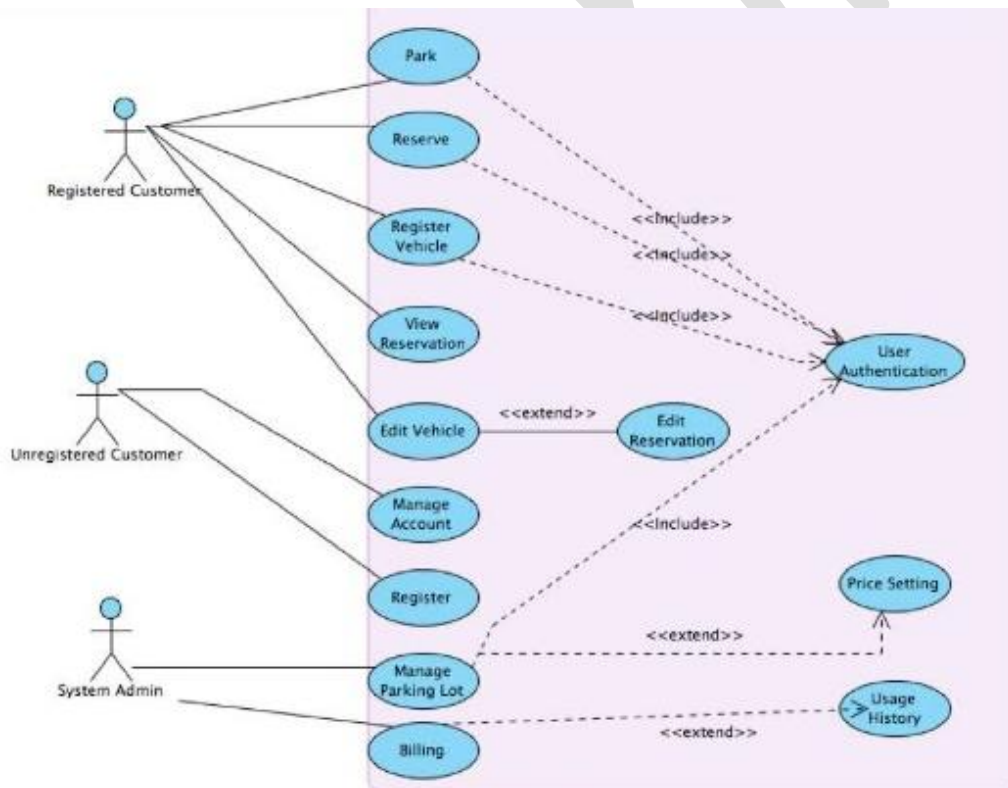 Park
Reserve
Registered Customer
<<Include>>
Register
Vehicle
<<Include>>
<<Include>>
View
Reservation
User
Authentication
<<extend>>
Edit Vehicle
Edit
Reservation
Unregistered Customer
Manage
Account
<<Include>>
Price Setting
Register
<<extend>>
Manage
Parking Lot
System Admin
Usage
History
<<extend>>
Billing